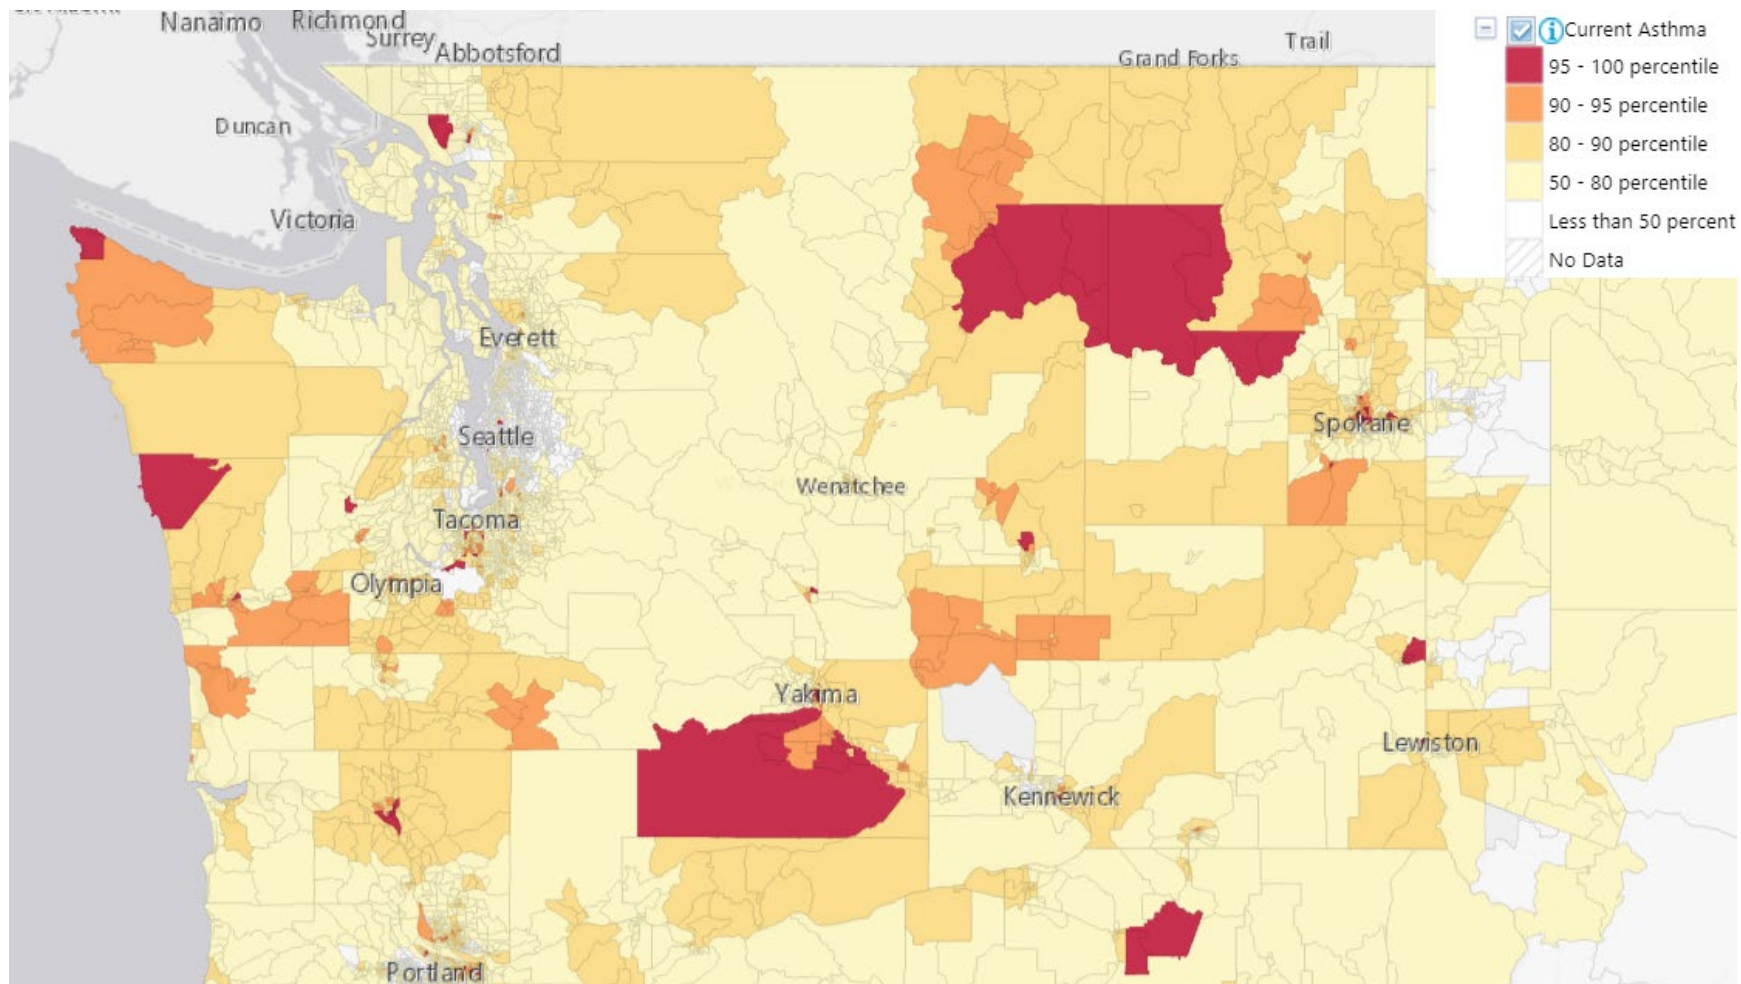 Nanaimo
Richmond
Surrey
Abbotsford
Grand Forks
Trail
Duncan
Victoria
Everett
Seattle
Spokane
Wenatchee
Tacoma
Olympia
Yakima
Lewiston
Kennewick
Portland
Current Asthma
95 - 100 percentile
90 - 95 percentile
80 - 90 percentile
50 - 80 percentile
Less than 50 percent
No Data